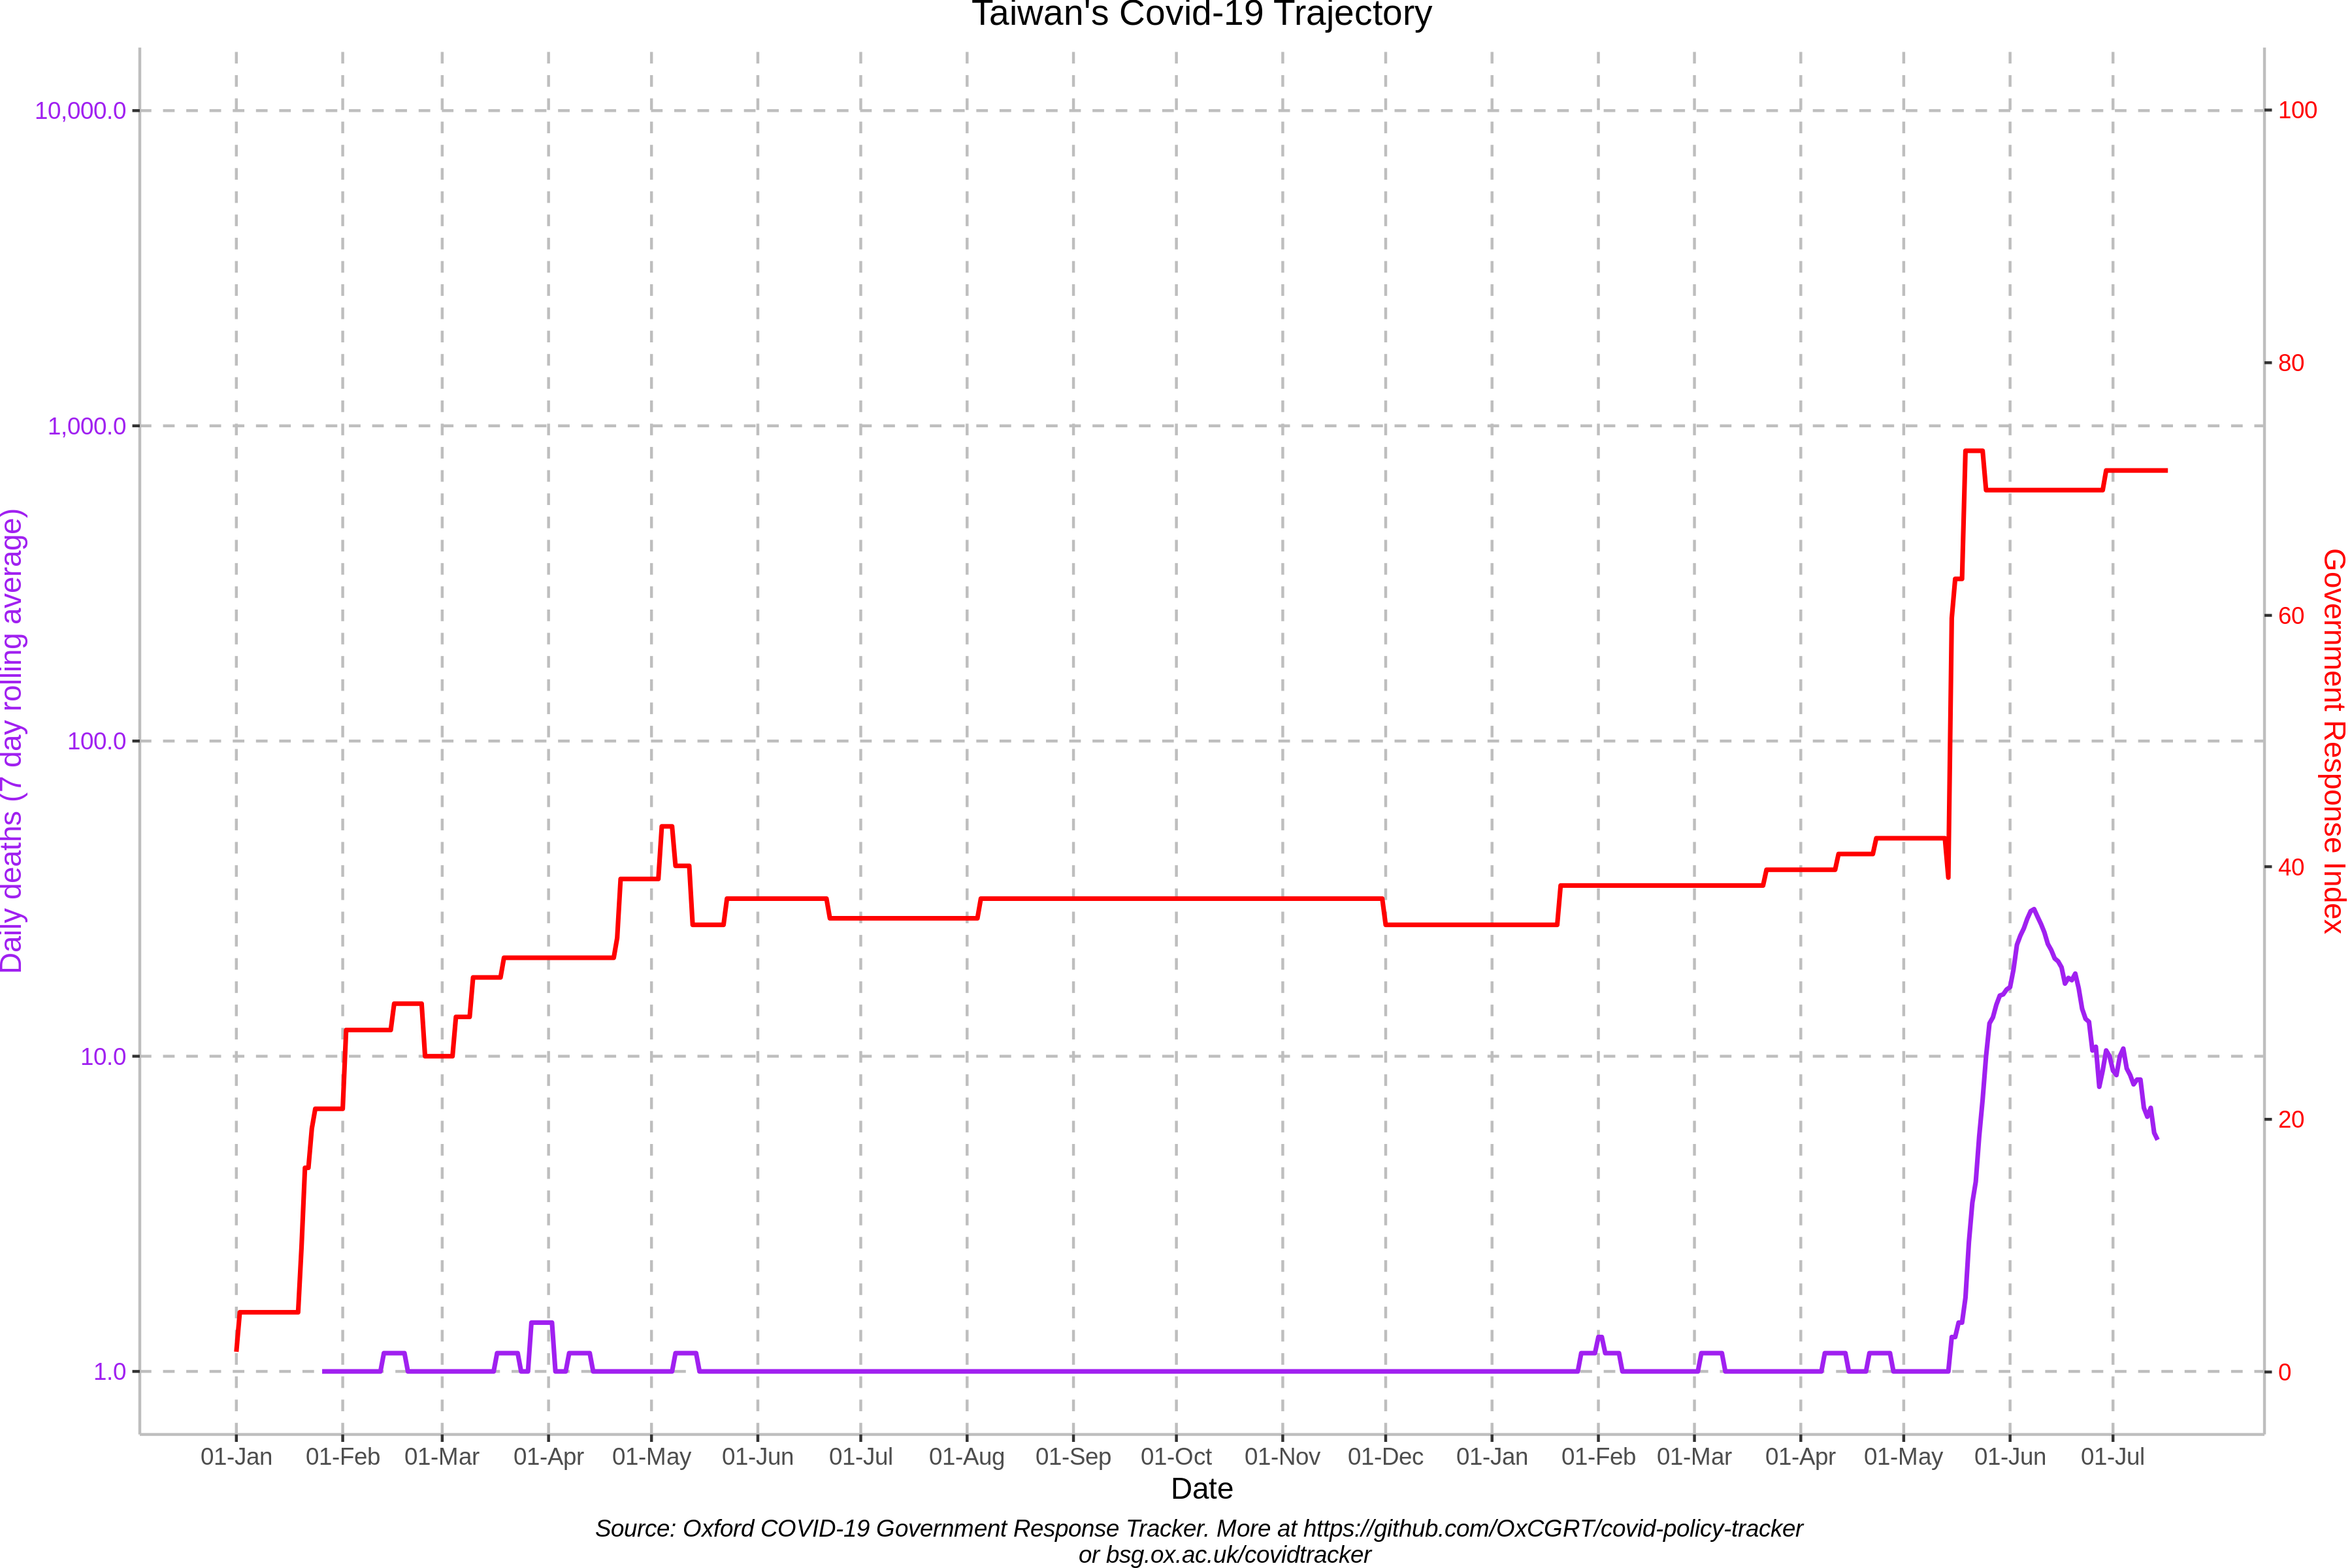 Taiwan's Covid-19 Trajectory
10,000.0
1,000.0
100.0
10.0
1.0
Daily deaths (7 day rolling average)
100
80
60
40
20
0
Government Response Index
01-Jan 01-Feb 01-Mar 01-Apr 01-May 01-Jun 01-Jul 01-Aug 01-Sep 01-Oct 01-Nov 01-Dec 01-Jan 01-Feb 01-Mar 01-Apr 01-May 01-Jun 01-Jul
Date
Source: Oxford COVID-19 Government Response Tracker. More at https://github.com/OxCGRT/covid-policy-tracker
or bsg.ox.ac.uk/covidtracker